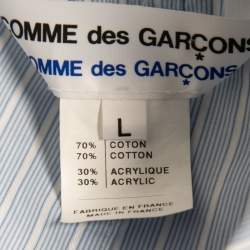 COMME des GARÇONS
COMME des GARÇONS
L
70% COTON
70% COTTON
30% ACRYLIQUE
30% ACRYLIC
FABRIQUE EN FRANCE
MADE IN FRANCE